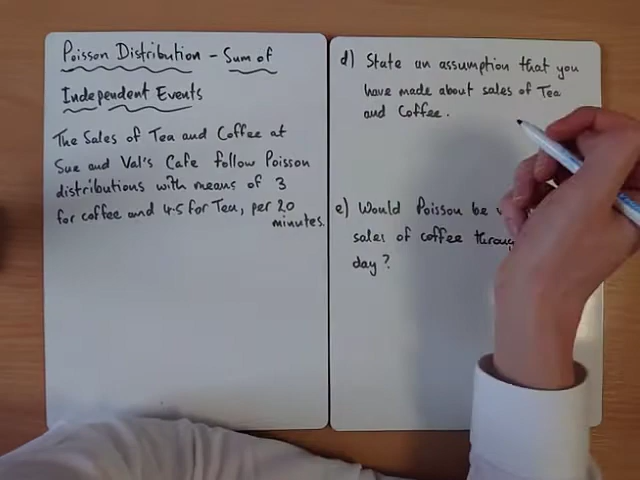 Poisson Distribution - Sum of
Independent Events
The Sales of Tea and Coffee at
Sue and Val's Cafe follow Poisson
distributions with means of 3
for coffee and 4.5 for Tea, per 20
minutes.
d) State an assumption that you
have made about sales of Tea
and Coffee.
e) Would Poisson be
sales of coffee throug
day?